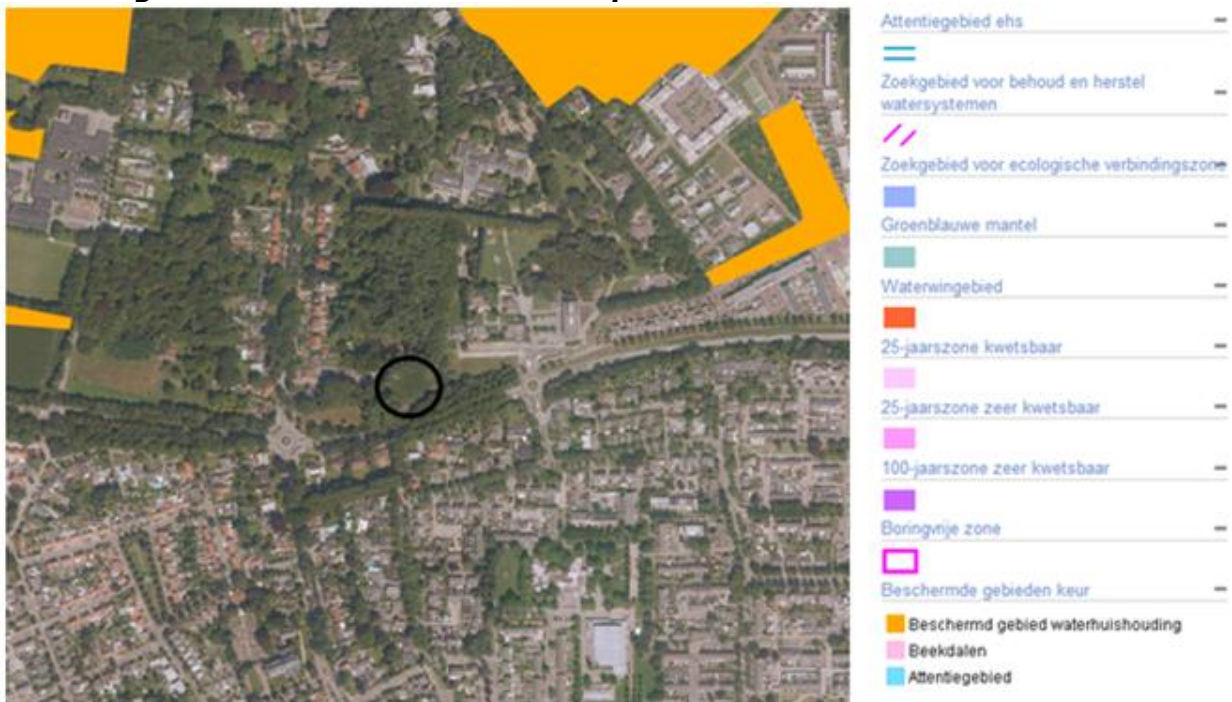 Attentiegebied ehs
Zoekgebied voor behoud en herstel
watersystemen
Zoekgebied voor ecologische verbindingszone
Groenblauwe mantel
Waterwingebied
25-jaarszone kwetsbaar
25-jaarszone zeer kwetsbaar
100-jaarszone zeer kwetsbaar
Boringvrije zone
Beschermde gebieden keur
Beschermd gebied waterhuishouding
Beekdalen
Attentiegebied